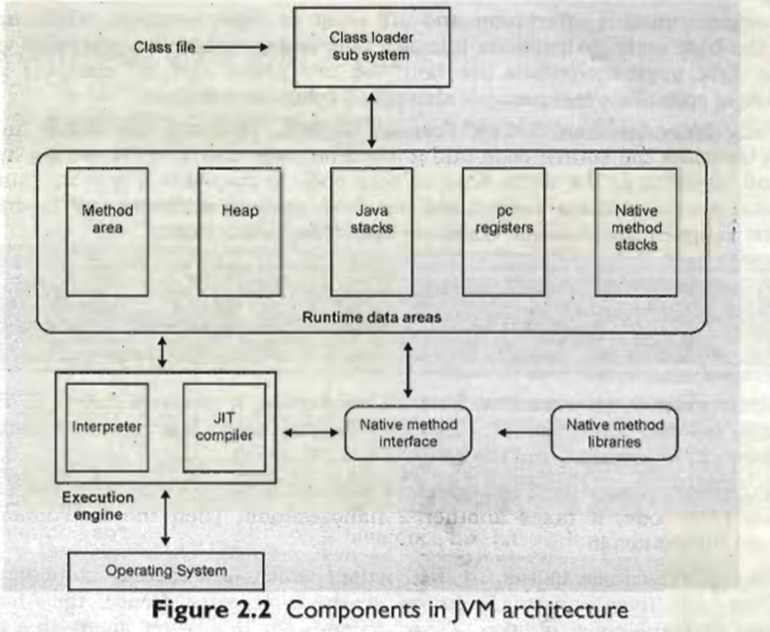 Class file
Class loader
sub system
Method
area
Heap
Java
stacks
pc
registers
Native
method
stacks
Runtime data areas
Interpreter
JIT
compiler
Native method
interface
Native method
libraries
Execution
engine
Operating System
Figure 2.2 Components in JVM architecture